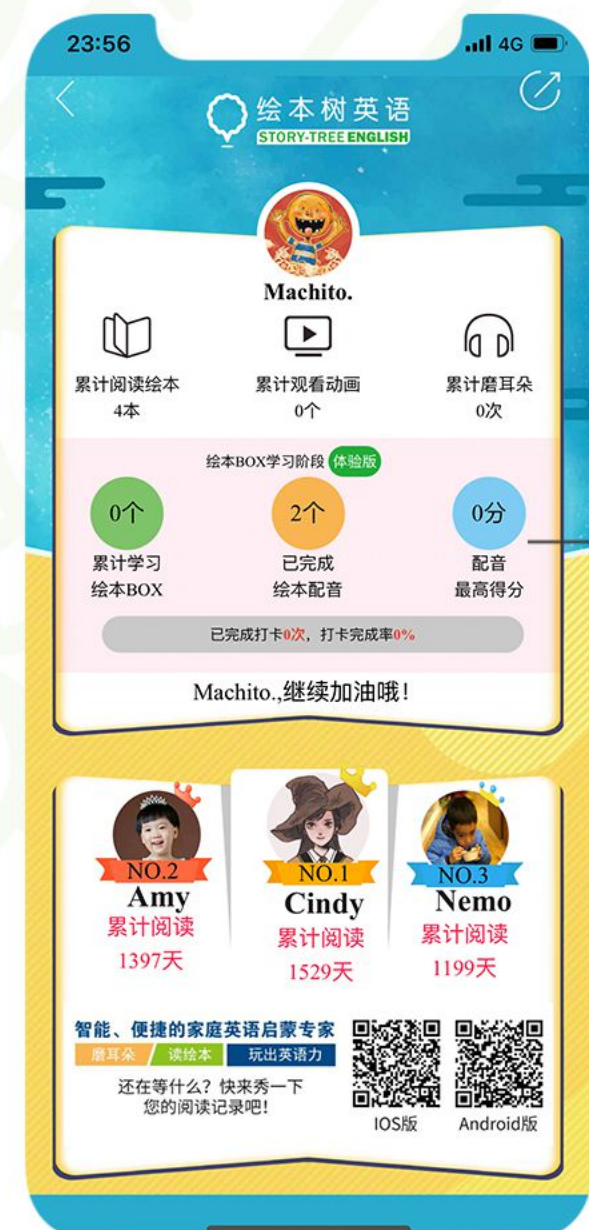 23:56
4G
绘本树英语
STORY-TREE ENGLISH
Machito.
累计阅读绘本
4本
累计观看动画
0个
累计磨耳朵
0次
绘本BOX学习阶段 体验版
0个
累计学习
绘本BOX
2个
已完成
绘本配音
0分
配音
最高得分
已完成打卡0次，打卡完成率0%
Machito.,继续加油哦！
NO.2
Amy
累计阅读
1397天
NO.1
Cindy
累计阅读
1529天
NO.3
Nemo
累计阅读
1199天
智能、便捷的家庭英语启蒙专家
磨耳朵 读绘本 玩出英语力
还在等什么？快来秀一下
您的阅读记录吧!
IOS版
Android版